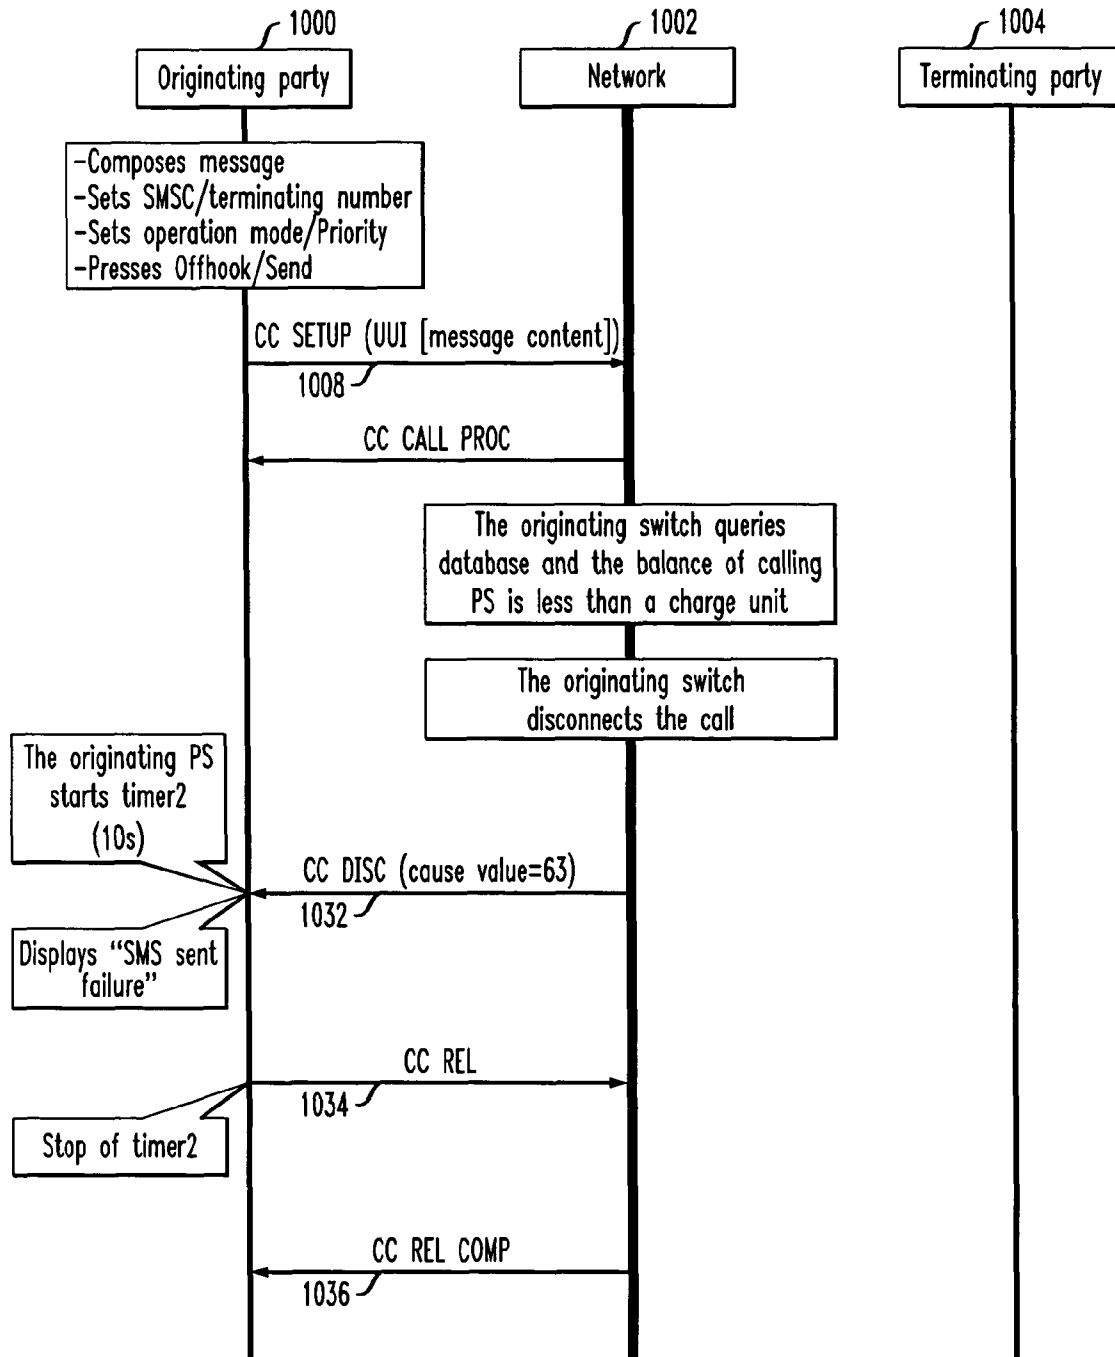 1000
1002
1004
Originating party
Network
Terminating party
-Composes message
-Sets SMSC/terminating number
-Sets operation mode/Priority
-Presses Offhook/Send
CC SETUP (UUI [message content])
1008
CC CALL PROC
The originating switch queries
database and the balance of calling
PS is less than a charge unit
The originating switch
disconnects the call
The originating PS
starts timer2
(10s)
CC DISC (cause value=63)
1032
Displays “SMS sent
failure”
CC REL
1034
Stop of timer2
CC REL COMP
1036